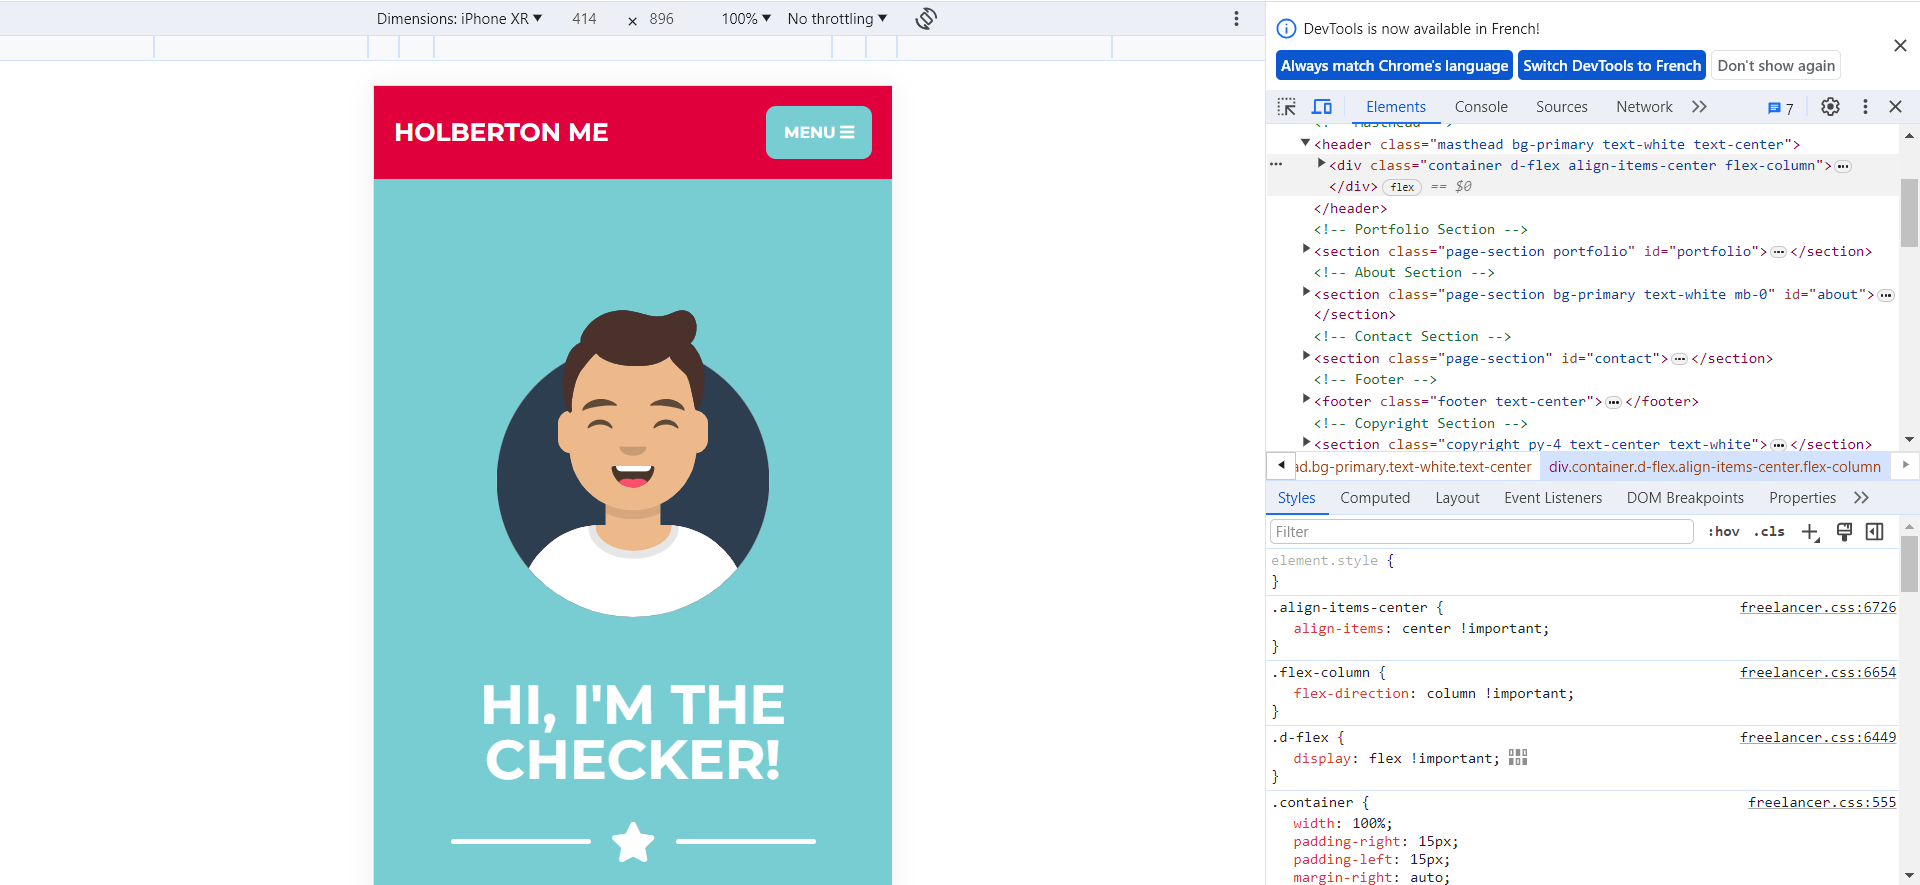 Dimensions: iPhone XR ▼ 414 × 896 100% ▼ No throttling ▼
HOLBERTON ME
MENU
HI, I'M THE
CHECKER!
DevTools is now available in French!
Always match Chrome's language Switch DevTools to French Don't show again
Elements Console Sources Network 7
<header class="masthead bg-primary text-white text-center">
<div class="container d-flex align-items-center flex-column">
</div> flex == $0
</header>
<!-- Portfolio Section -->
<section class="page-section portfolio" id="portfolio"> </section>
<!-- About Section -->
<section class="page-section bg-primary text-white mb-0" id="about">
</section>
<!-- Contact Section -->
<section class="page-section" id="contact"> </section>
<!-- Footer -->
<footer class="footer text-center"> </footer>
<!-- Copyright Section -->
<section class="copyright py-4 text-center text-white"> </section>
ad.bg-primary.text-white.text-center div.container.d-flex.align-items-center.flex-column
Styles Computed Layout Event Listeners DOM Breakpoints Properties
Filter :hov .cls
element.style {
}
.align-items-center { freelancer.css:6726
align-items: center !important;
}
.flex-column { freelancer.css:6654
flex-direction: column !important;
}
.d-flex { freelancer.css:6449
display: flex !important;
}
.container { freelancer.css:555
width: 100%;
padding-right: 15px;
padding-left: 15px;
margin-right: auto;